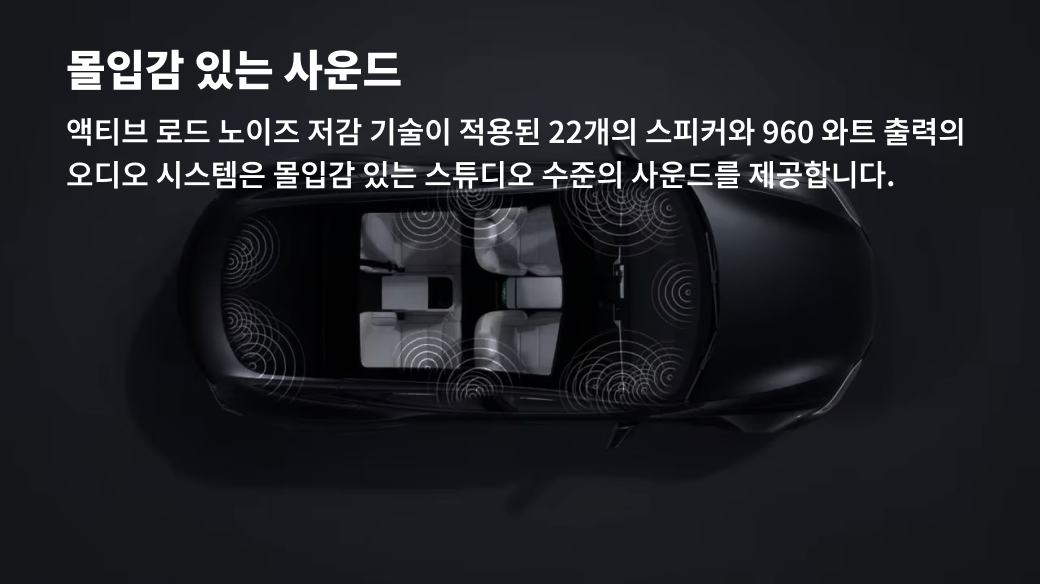 몰입감 있는 사운드
액티브 로드 노이즈 저감 기술이 적용된 22개의 스피커와 960 와트 출력의
오디오 시스템은 몰입감 있는 스튜디오 수준의 사운드를 제공합니다.